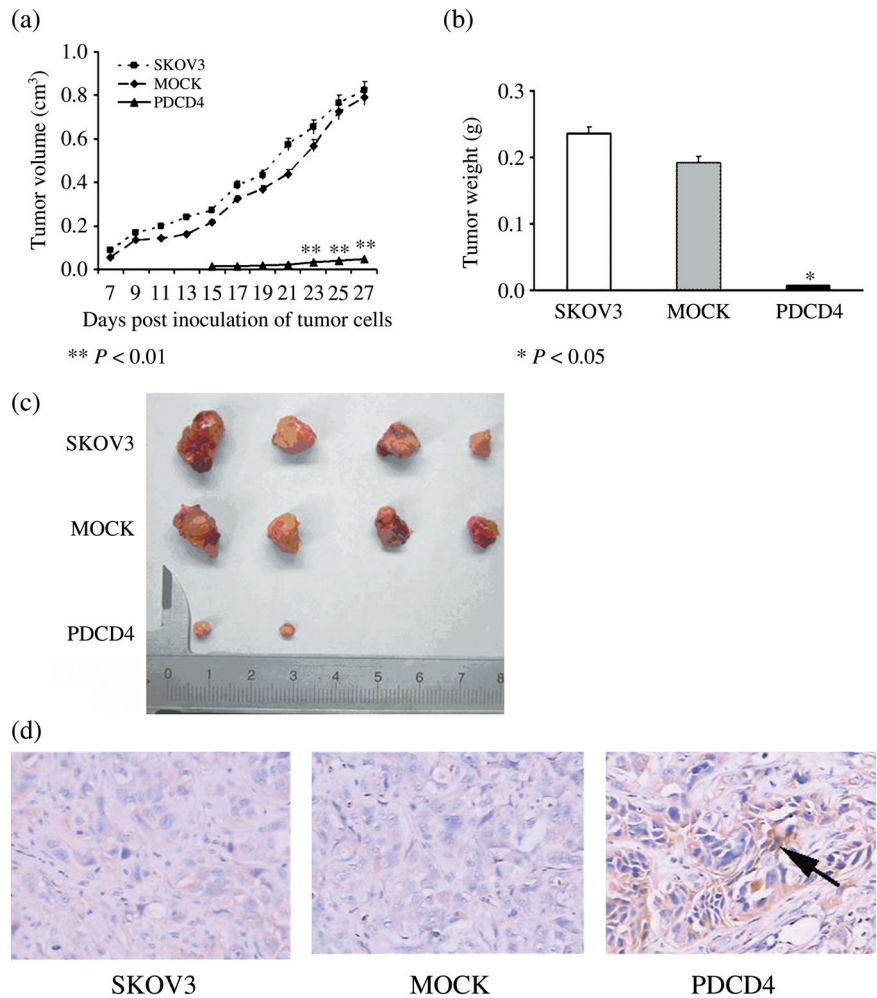 (a)
1.0
0.8
0.6
0.4
0.2
0.0
Tumor volume (cm³)
SKOV3
MOCK
PDCD4
** ** **
7 9 11 13 15 17 19 21 23 25 27
Days post inoculation of tumor cells
** P < 0.01
(b)
0.3
0.2
0.1
0.0
Tumor weight (g)
*
SKOV3 MOCK PDCD4
* P < 0.05
(c)
SKOV3
MOCK
PDCD4
0 1 2 3 4 5 6 7 8
(d)
SKOV3 MOCK PDCD4